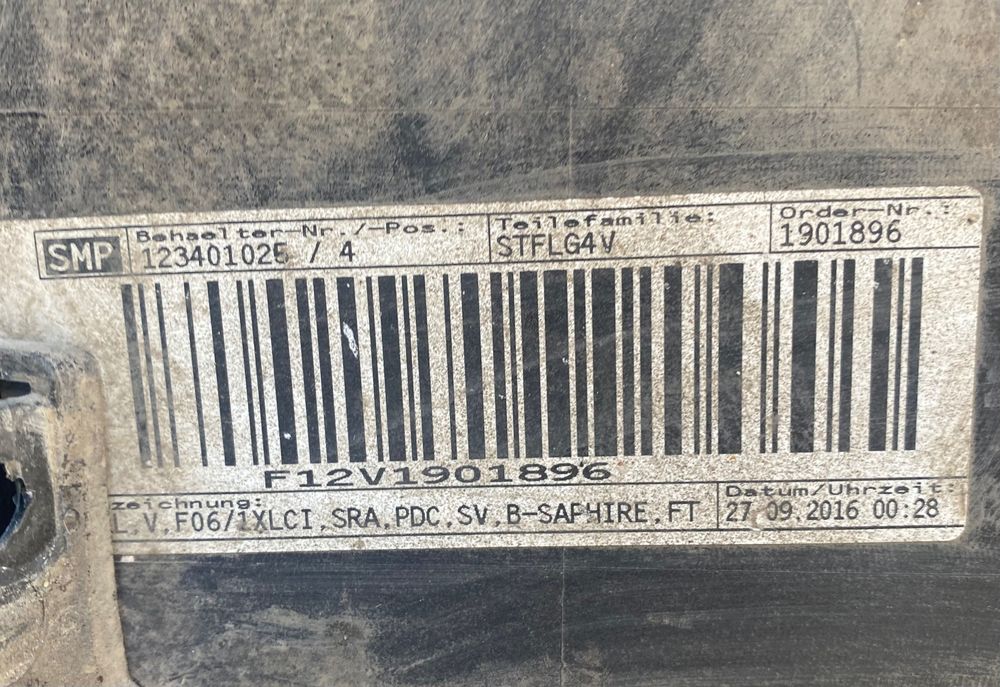 SMP
Behaelter-Nr./-Pos.:
123401025 / 4
Teilefamilie:
STFLG4V
Order-Nr.:
1901896
F12V1901896
zeichnung:
L,V,F06/1XLCI,SRA,PDC,SV,B-SAPHIRE,FT
Datum/Uhrzeit:
27.09.2016 00:28